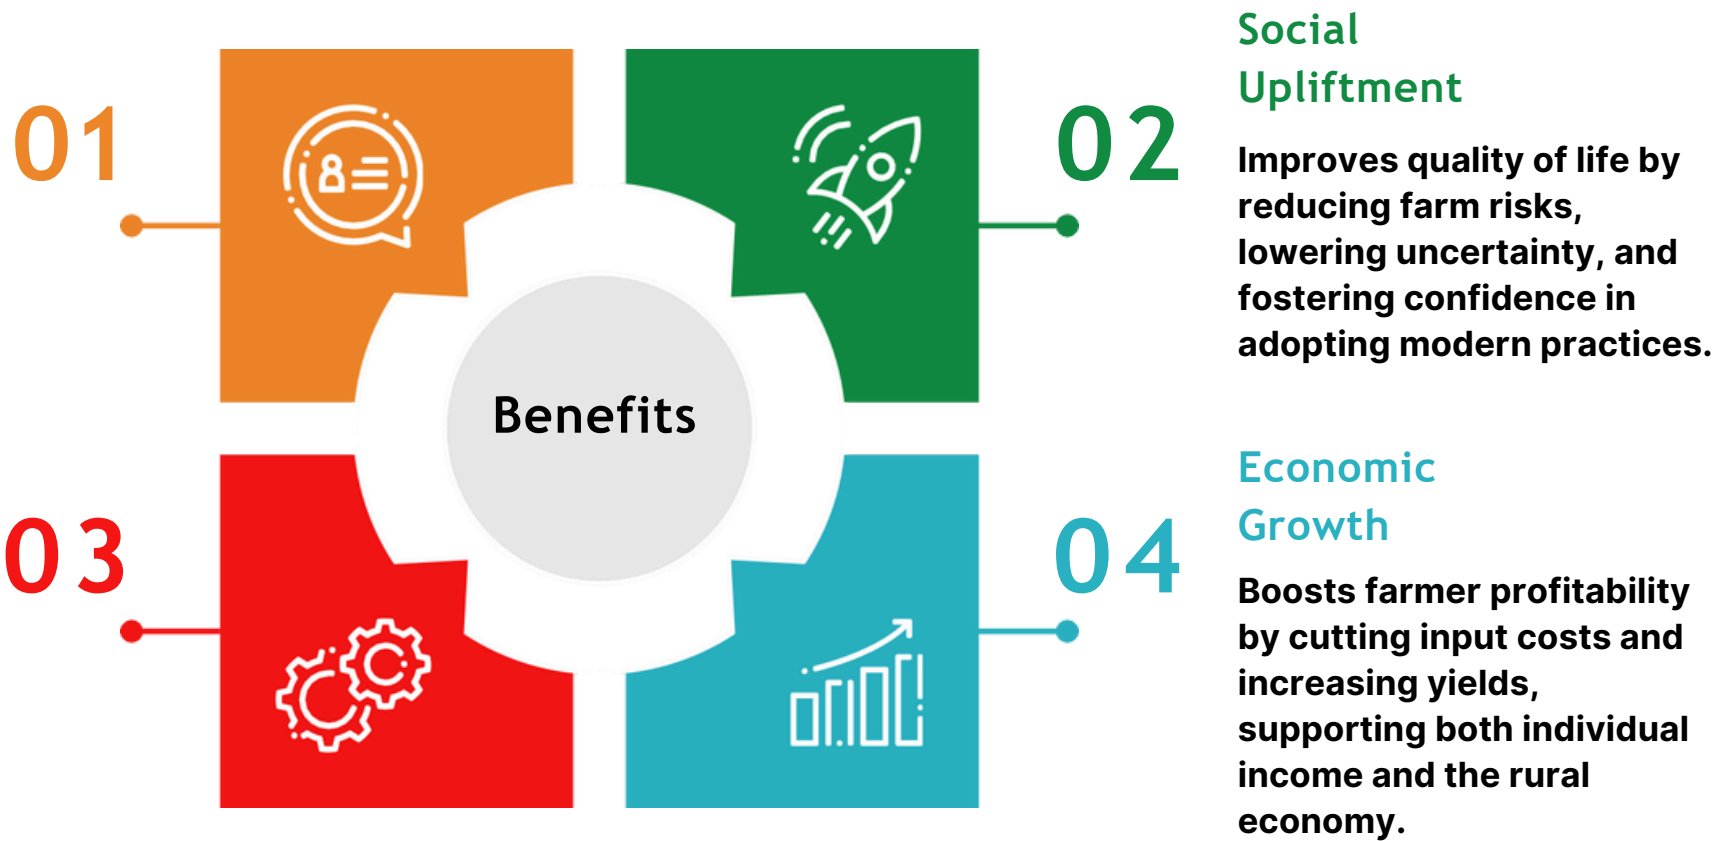 01
02
Social
Upliftment
Improves quality of life by
reducing farm risks,
lowering uncertainty, and
fostering confidence in
adopting modern practices.
Benefits
03
04
Economic
Growth
Boosts farmer profitability
by cutting input costs and
increasing yields,
supporting both individual
income and the rural
economy.